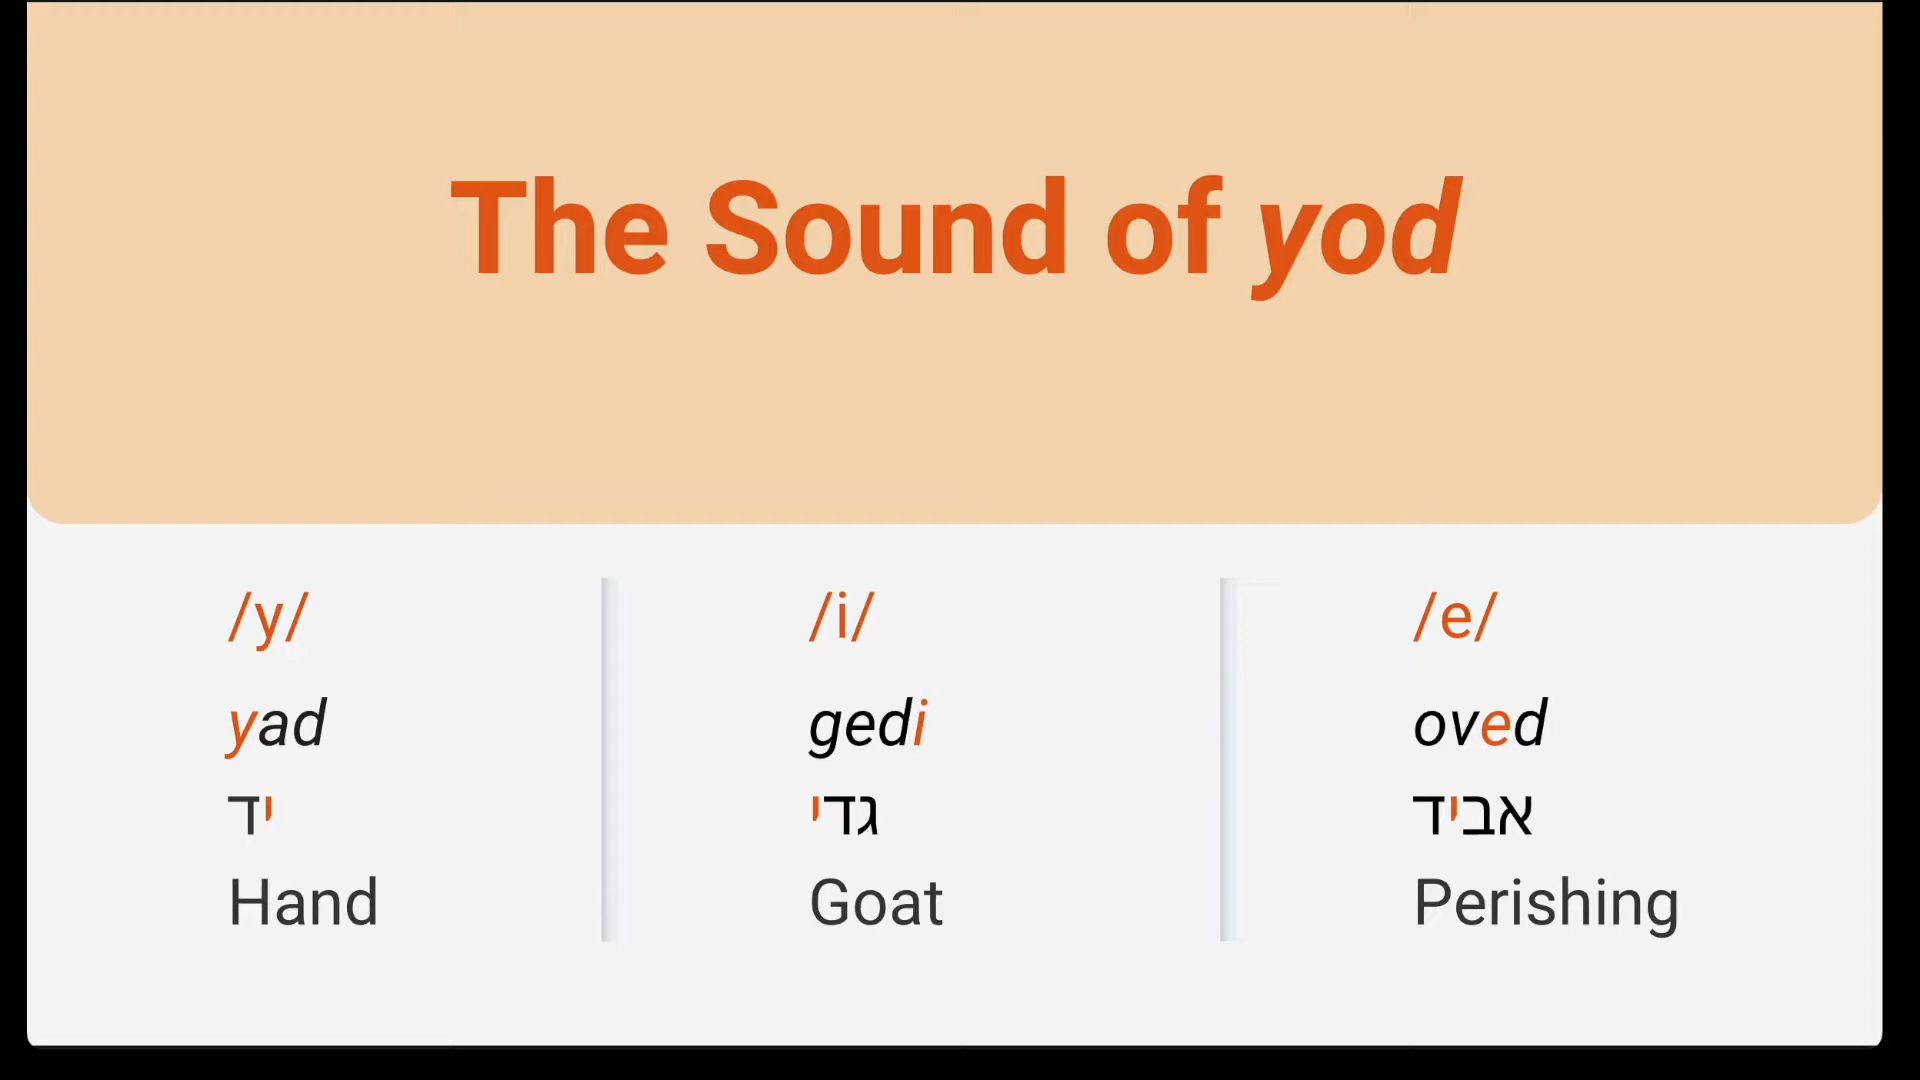 The Sound of yod
/y/
yad
יד
Hand
/i/
gedi
גדי
Goat
/e/
oved
אביד
Perishing